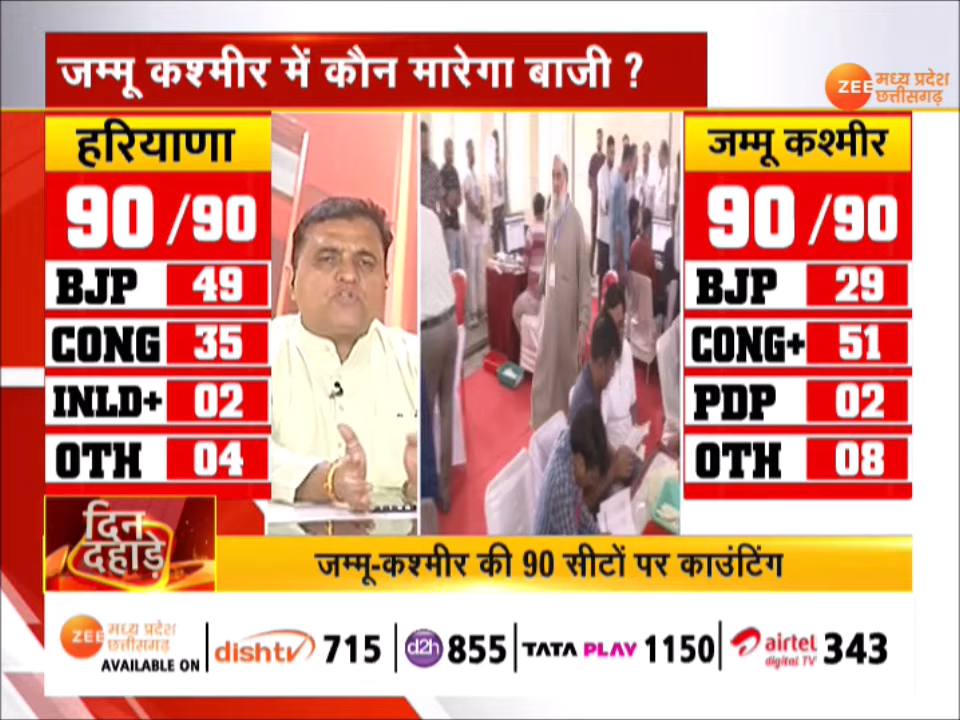 जम्मू कश्मीर में कौन मारेगा बाजी ?
ZEE मध्य प्रदेश
छत्तीसगढ़
हरियाणा
90 /90
BJP 49
CONG 35
INLD+ 02
OTH 04
जम्मू कश्मीर
90 /90
BJP 29
CONG+ 51
PDP 02
OTH 08
दिन
दहाड़े
जम्मू-कश्मीर की 90 सीटों पर काउंटिंग
ZEE मध्य प्रदेश
छत्तीसगढ़
AVAILABLE ON
dishtv 715
d2h 855
TATA PLAY 1150
airtel
digital TV 343